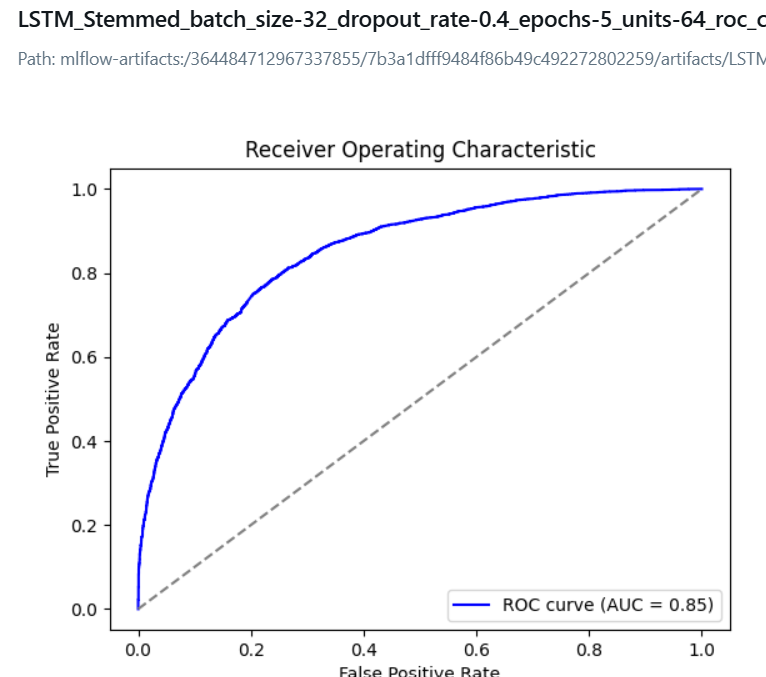 LSTM_Stemmed_batch_size-32_dropout_rate-0.4_epochs-5_units-64_roc_c
Path: mlflow-artifacts:/364484712967337855/7b3a1dfff9484f86b49c492272802259/artifacts/LSTM
Receiver Operating Characteristic
True Positive Rate
1.0
0.8
0.6
0.4
0.2
0.0
ROC curve (AUC = 0.85)
0.0 0.2 0.4 0.6 0.8 1.0
False Positive Rate